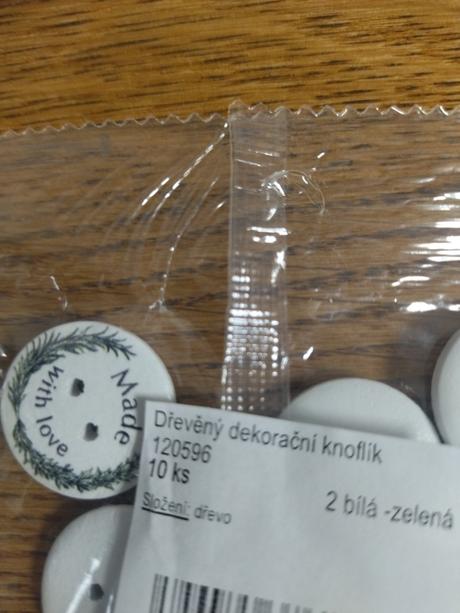 Made
with love
Dřevěný dekorační knoflík
120596
10 ks
2 bílá -zelená
Složení: dřevo